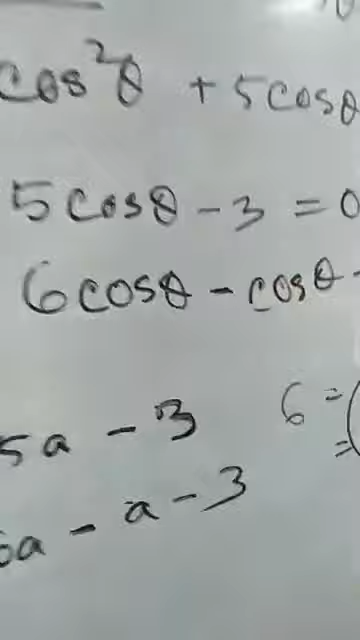 cos²θ + 5cosθ
5cosθ - 3 = 0
6cosθ - cosθ -
5a - 3 6 = (
=
6a - a - 3